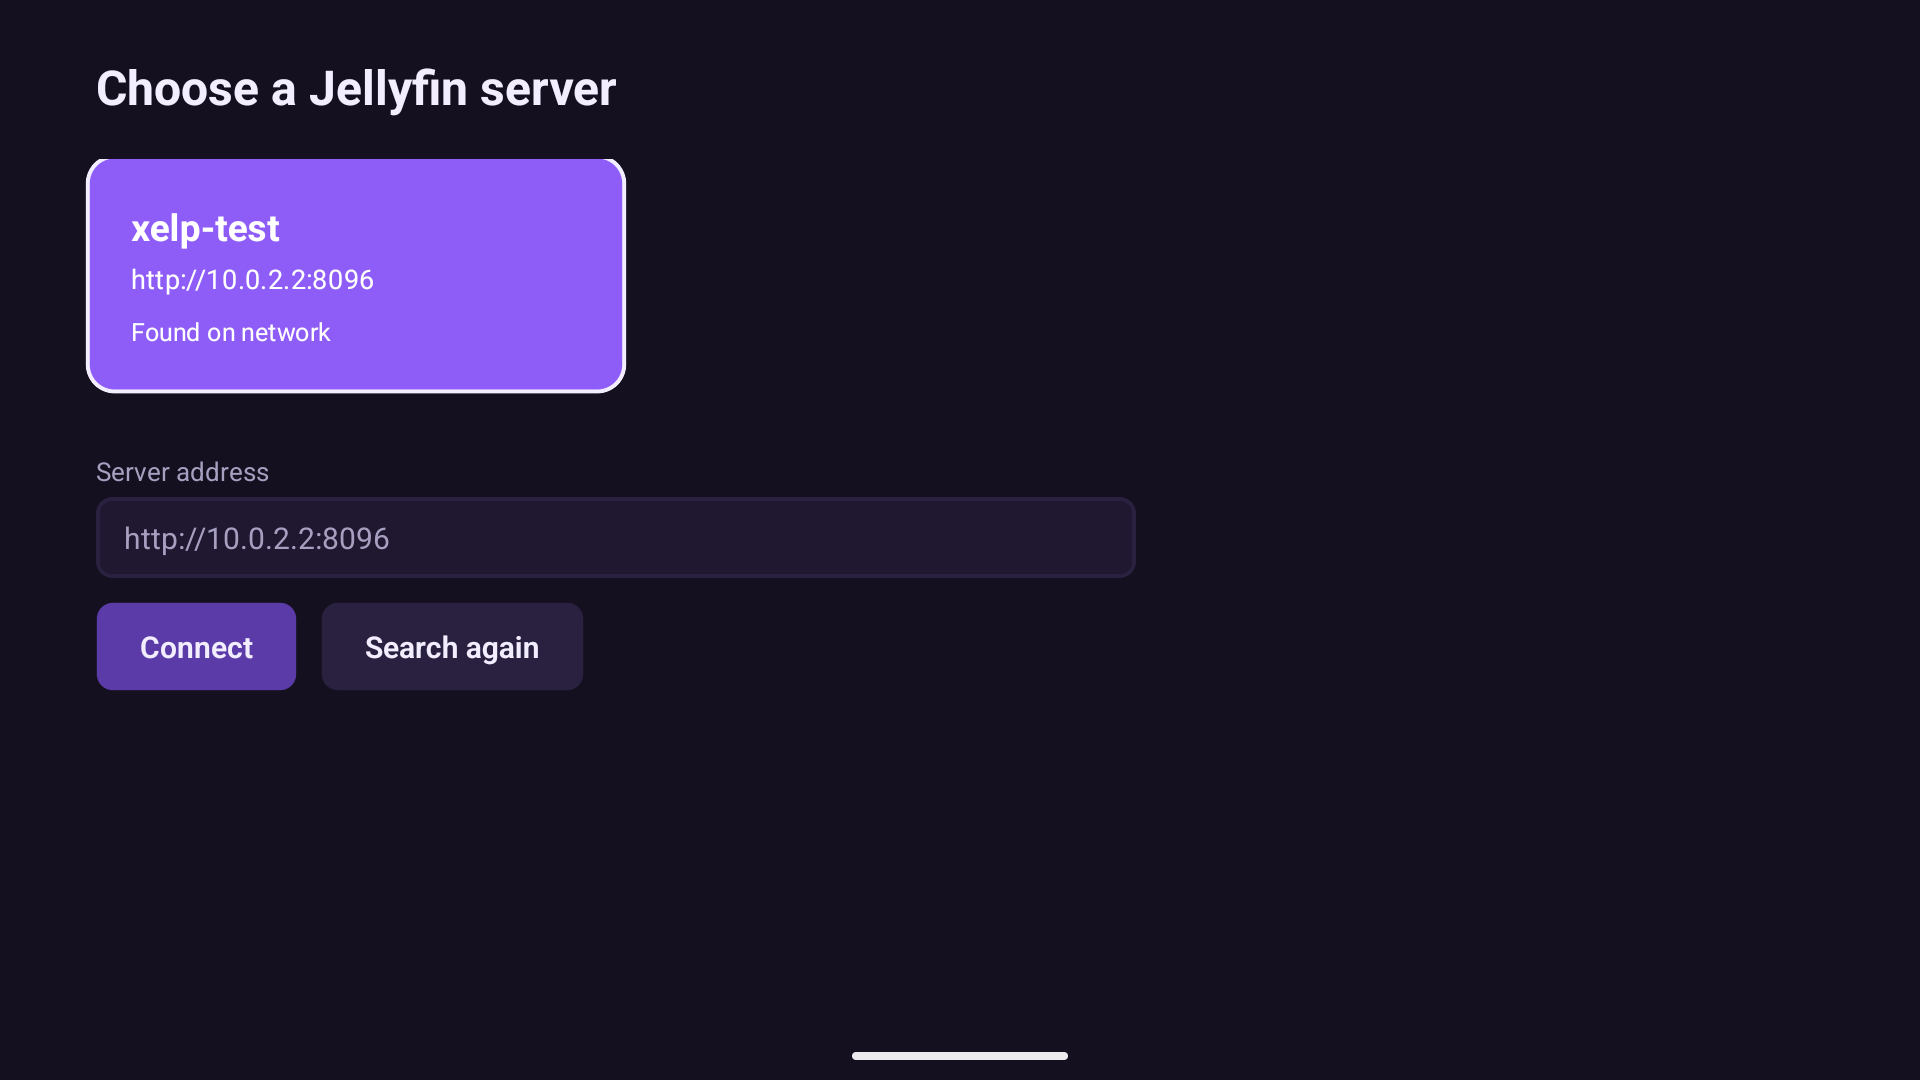 Choose a Jellyfin server
xelp-test
http://10.0.2.2:8096
Found on network
Server address
http://10.0.2.2:8096
Connect
Search again